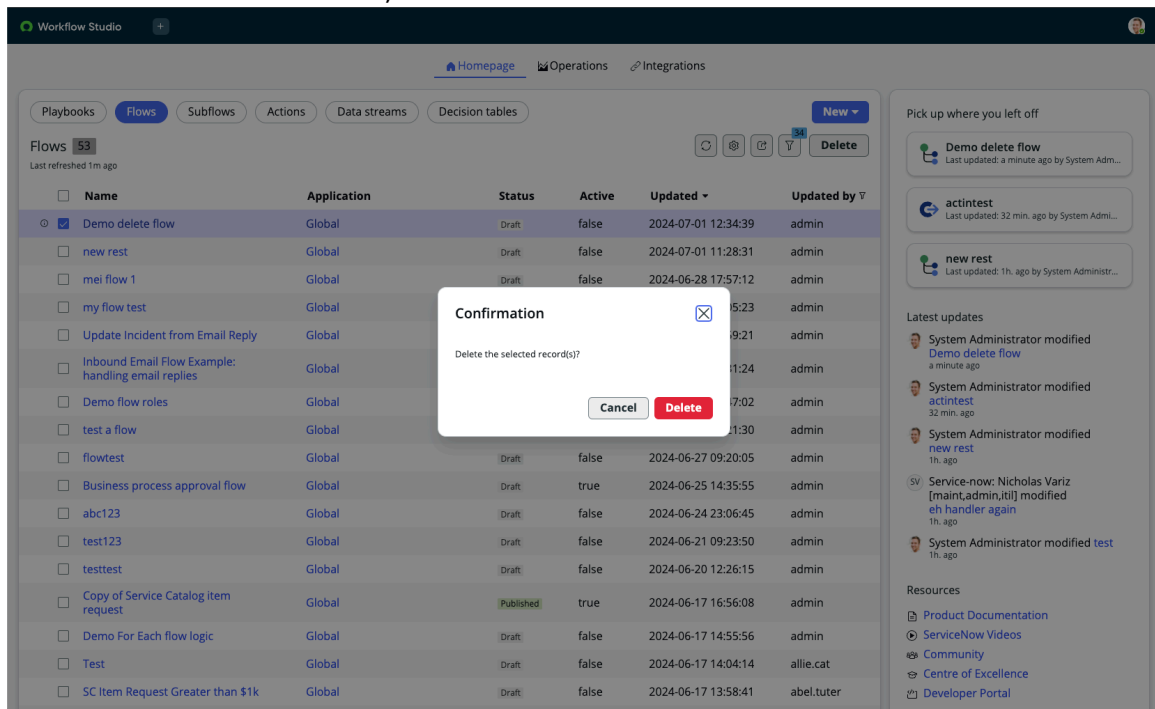 Workflow Studio
+
Homepage Operations Integrations
Playbooks Flows Subflows Actions Data streams Decision tables New
Flows 53
Last refreshed 1m ago
34
Delete
Name Application Status Active Updated Updated by
Demo delete flow Global Draft false 2024-07-01 12:34:39 admin
new rest Global Draft false 2024-07-01 11:28:31 admin
mei flow 1 Global Draft false 2024-06-28 17:57:12 admin
my flow test Global 05:23 admin
Update Incident from Email Reply Global 59:21 admin
Inbound Email Flow Example:
handling email replies Global 1:24 admin
Demo flow roles Global 7:02 admin
test a flow Global 1:30 admin
flowtest Global Draft false 2024-06-27 09:20:05 admin
Business process approval flow Global Draft true 2024-06-25 14:35:55 admin
abc123 Global Draft false 2024-06-24 23:06:45 admin
test123 Global Draft false 2024-06-21 09:23:50 admin
testtest Global Draft false 2024-06-20 12:26:15 admin
Copy of Service Catalog item
request Global Published true 2024-06-17 16:56:08 admin
Demo For Each flow logic Global Draft false 2024-06-17 14:55:56 admin
Test Global Draft false 2024-06-17 14:04:14 allie.cat
SC Item Request Greater than $1k Global Draft false 2024-06-17 13:58:41 abel.tuter
Confirmation
Delete the selected record(s)?
Cancel Delete
Pick up where you left off
Demo delete flow
Last updated: a minute ago by System Adm...
actintest
Last updated: 32 min. ago by System Admi...
new rest
Last updated: 1h. ago by System Administr...
Latest updates
System Administrator modified
Demo delete flow
a minute ago
System Administrator modified
actintest
32 min. ago
System Administrator modified
new rest
1h. ago
SV Service-now: Nicholas Variz
[maint,admin,itil] modified
eh handler again
1h. ago
System Administrator modified test
1h. ago
Resources
Product Documentation
ServiceNow Videos
Community
Centre of Excellence
Developer Portal